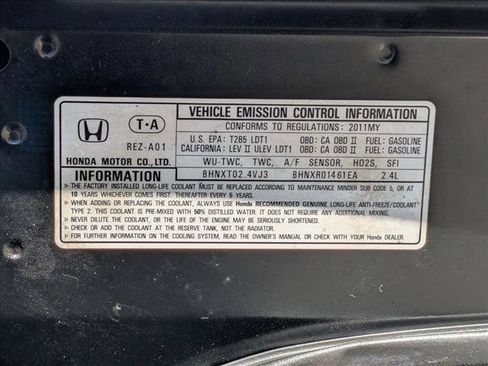 T·A
REZ-A01
HONDA MOTOR CO., LTD.
VEHICLE EMISSION CONTROL INFORMATION
CONFORMS TO REGULATIONS: 2011MY
U.S. EPA: T2B5 LDT1 OBD: CA OBD II FUEL: GASOLINE
CALIFORNIA: LEV II ULEV LDT1 OBD: CA OBD II FUEL: GASOLINE
WU-TWC, TWC, A/F SENSOR, HO2S, SFI
INFORMATION
BHNXT02.4VJ3 BHNXR01461EA 2.4L
▶ THE FACTORY INSTALLED LONG-LIFE COOLANT MUST BE REPLACED ACCORDING TO MAINTENANCE MINDER SUB CODE 5, OR AT
10 YEARS WHICHEVER COMES FIRST. THEREAFTER EVERY 5 YEARS.
▶ WHEN ADDING OR REPLACING THE COOLANT, ALWAYS USE Honda RECOMMENDED GENUINE LONG-LIFE ANTI-FREEZE/COOLANT
TYPE 2. THIS COOLANT IS PRE-MIXED WITH 50% DISTILLED WATER IT DOES NOT REQUIRE ANY ADDITIONAL MIXING.
▶ NEVER DILUTE THE COOLANT, OR THE ENGINE MAY BE SERIOUSLY SHORTENED.
▶ CHECK OR ADD THE COOLANT AT THE RESERVE TANK, NOT THE RADIATOR.
▶ FOR FURTHER INFORMATION ON THE COOLING SYSTEM, READ THE OWNER'S MANUAL OR CHECK WITH YOUR Honda DEALER.